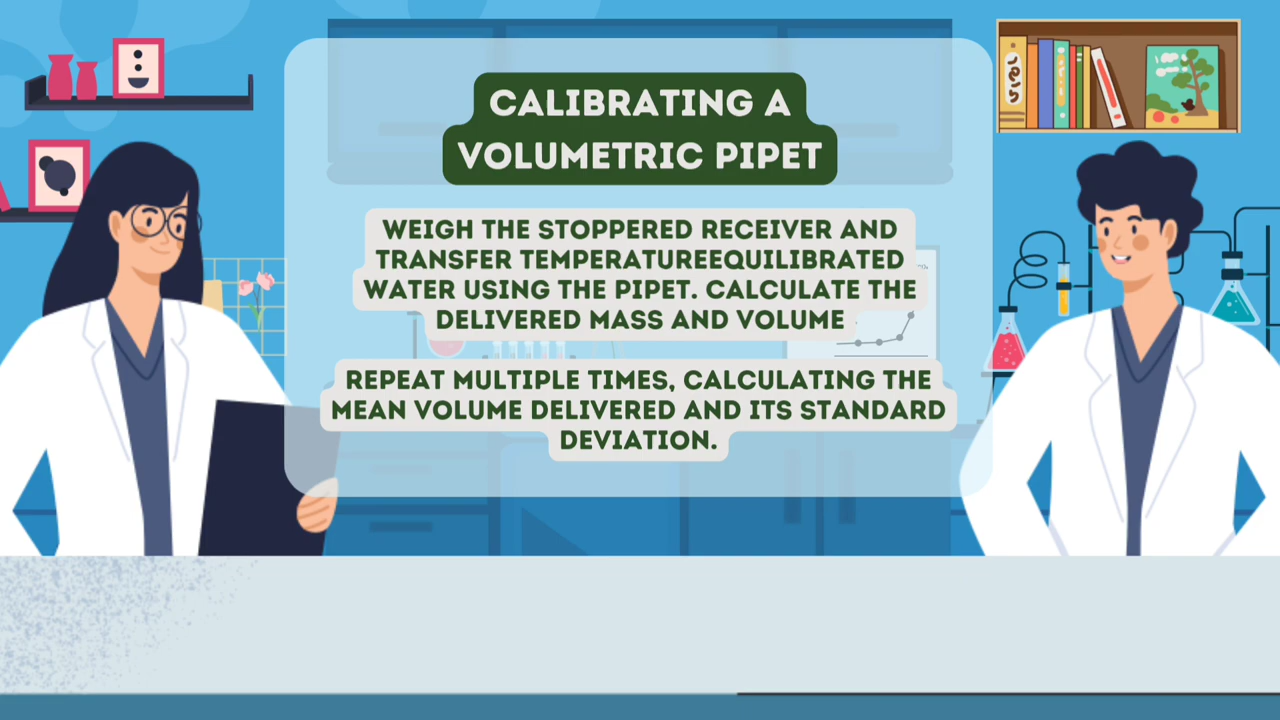 CALIBRATING A
VOLUMETRIC PIPET
WEIGH THE STOPPERED RECEIVER AND
TRANSFER TEMPERATUREEQUILIBRATED
WATER USING THE PIPET. CALCULATE THE
DELIVERED MASS AND VOLUME
REPEAT MULTIPLE TIMES, CALCULATING THE
MEAN VOLUME DELIVERED AND ITS STANDARD
DEVIATION.